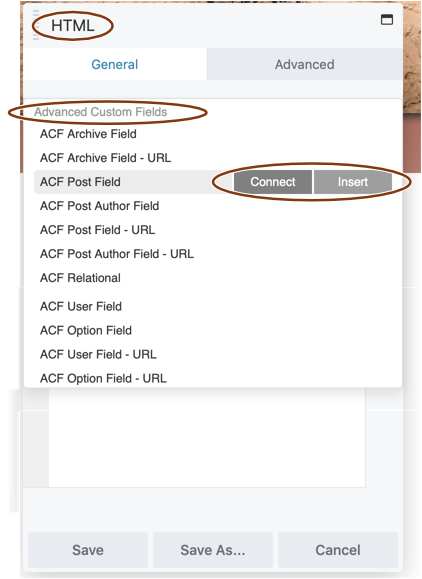 HTML
General Advanced
Advanced Custom Fields
ACF Archive Field
ACF Archive Field - URL
ACF Post Field Connect Insert
ACF Post Author Field
ACF Post Field - URL
ACF Post Author Field - URL
ACF Relational
ACF User Field
ACF Option Field
ACF User Field - URL
ACF Option Field - URL
Save Save As... Cancel